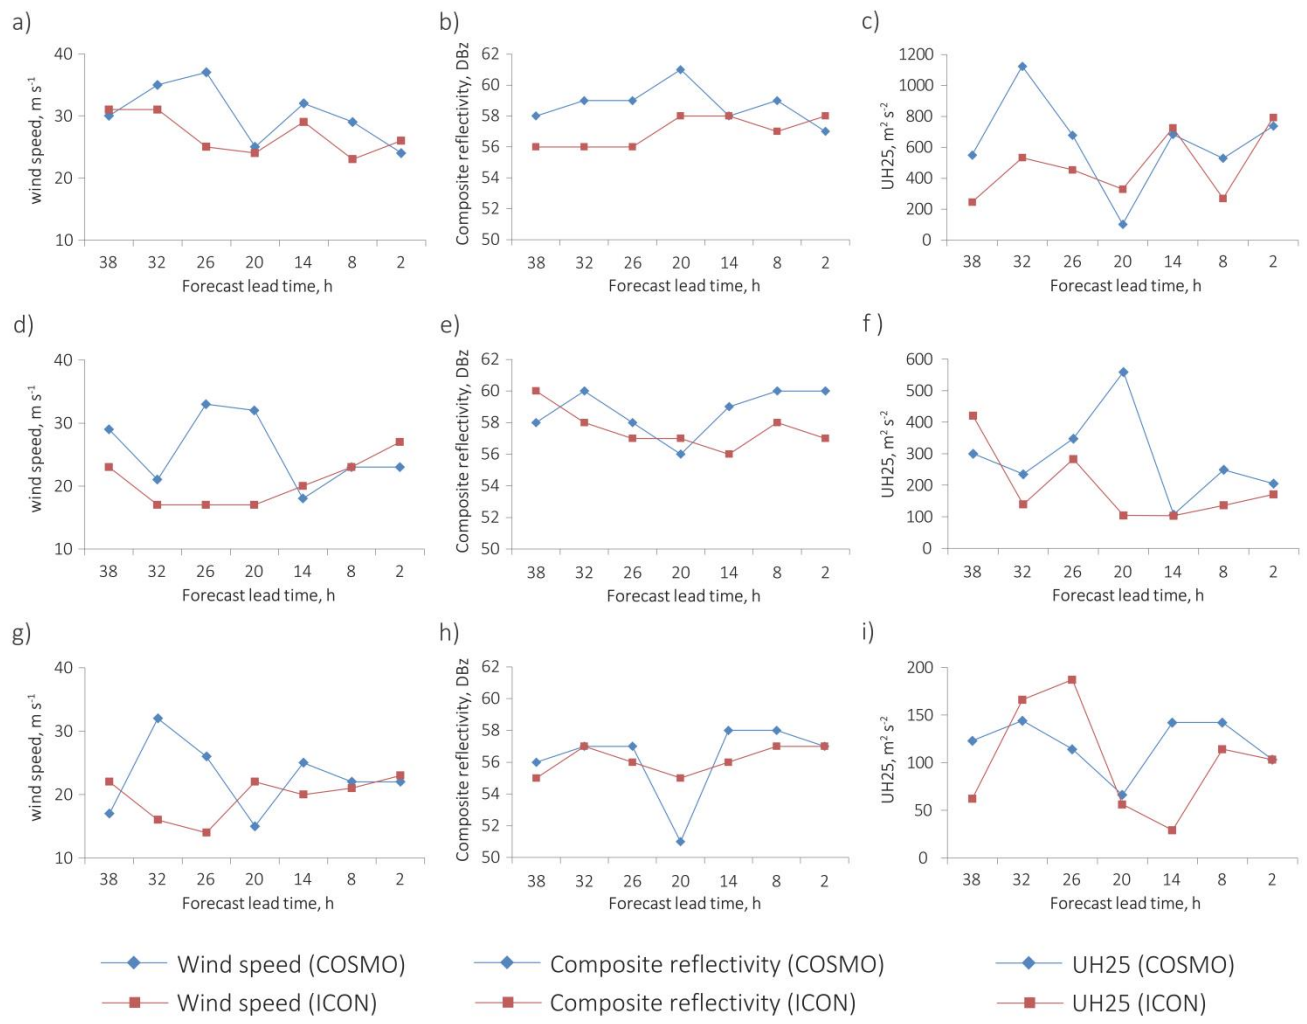 a)
40
30
20
10
wind speed, m s⁻¹
38 32 26 20 14 8 2
Forecast lead time, h
b)
62
60
58
56
54
52
50
Composite reflectivity, DBz
38 32 26 20 14 8 2
Forecast lead time, h
c)
1200
1000
800
600
400
200
0
UH25, m² s⁻²
38 32 26 20 14 8 2
Forecast lead time, h
d)
40
30
20
10
wind speed, m s⁻¹
38 32 26 20 14 8 2
Forecast lead time, h
e)
62
60
58
56
54
52
50
Composite reflectivity, DBz
38 32 26 20 14 8 2
Forecast lead time, h
f )
600
500
400
300
200
100
0
UH25, m² s⁻²
38 32 26 20 14 8 2
Forecast lead time, h
g)
40
30
20
10
wind speed, m s⁻¹
38 32 26 20 14 8 2
Forecast lead time, h
h)
62
60
58
56
54
52
50
Composite reflectivity, DBz
38 32 26 20 14 8 2
Forecast lead time, h
i)
200
150
100
50
0
UH25, m² s⁻²
38 32 26 20 14 8 2
Forecast lead time, h
Wind speed (COSMO)
Wind speed (ICON)
Composite reflectivity (COSMO)
Composite reflectivity (ICON)
UH25 (COSMO)
UH25 (ICON)